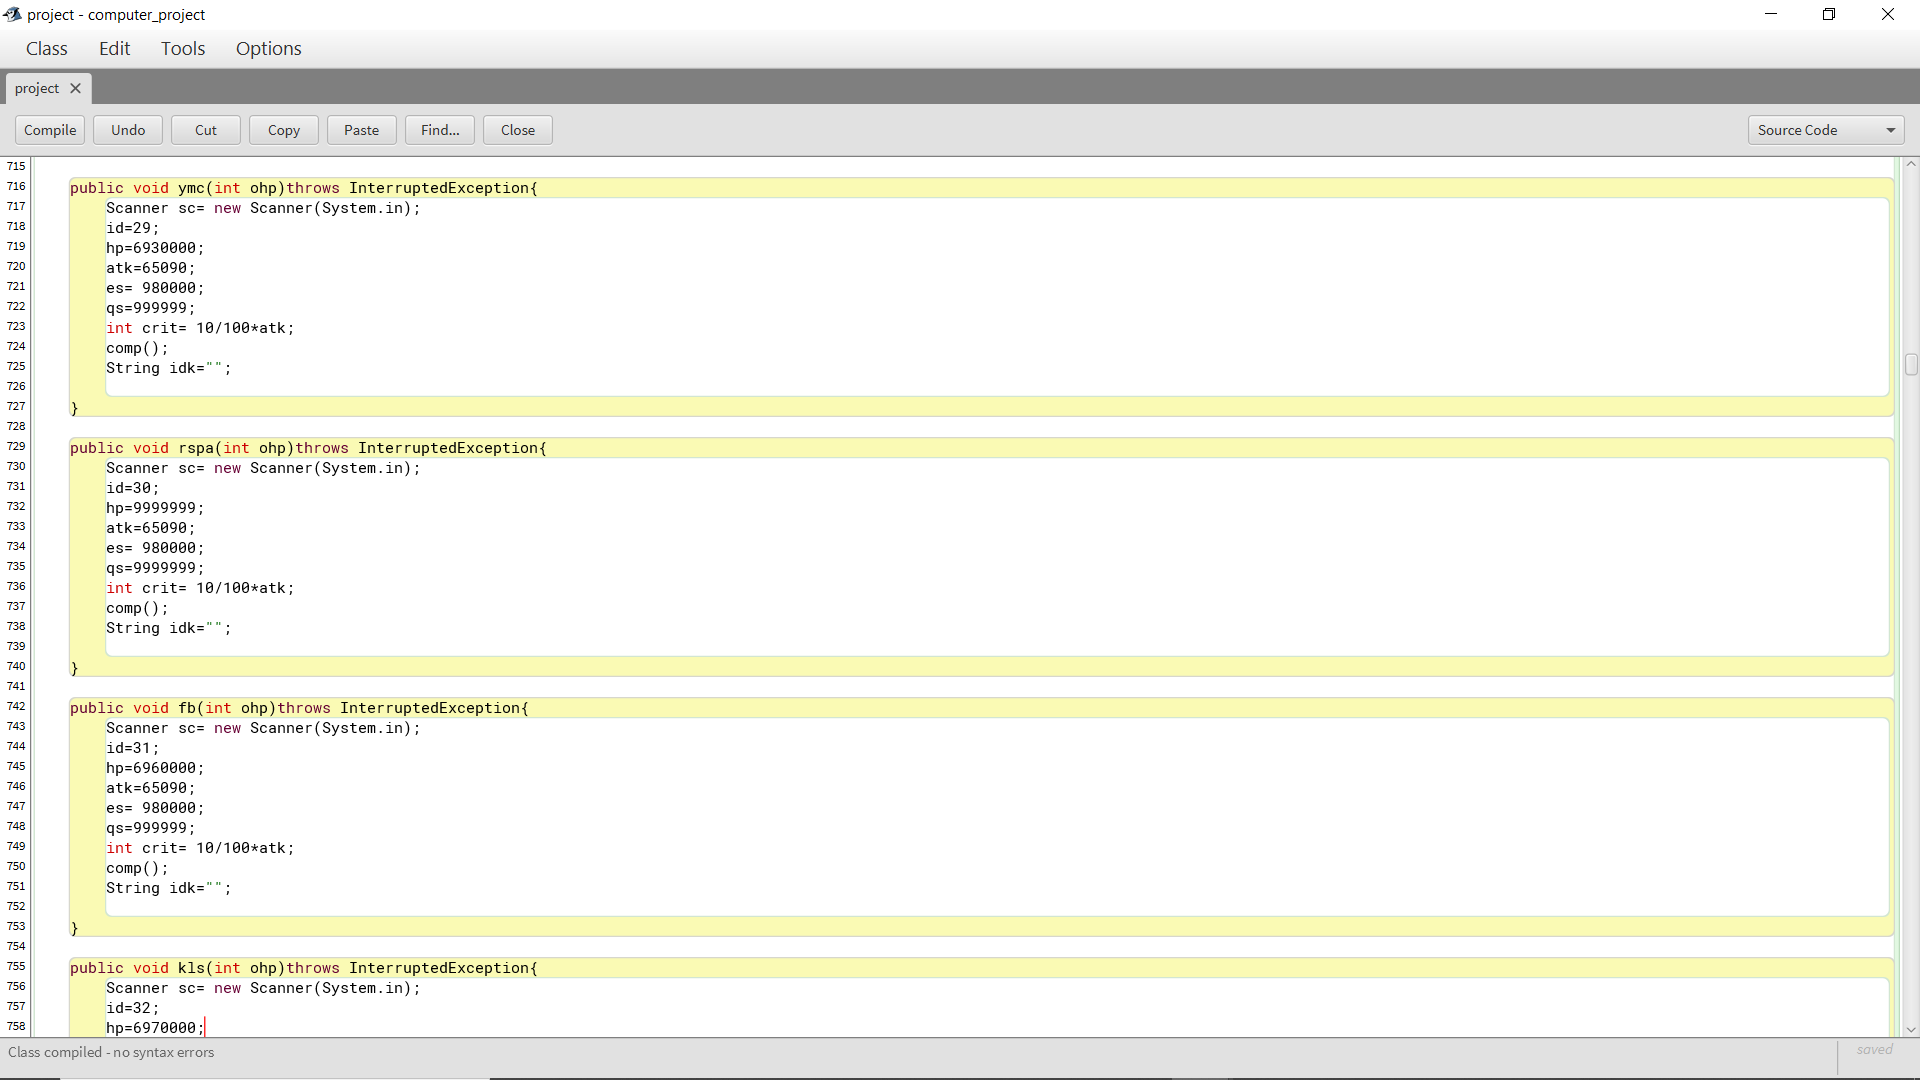 project - computer_project
Class Edit Tools Options
project
Compile Undo Cut Copy Paste Find... Close Source Code
715
716 public void ymc(int ohp)throws InterruptedException{
717 Scanner sc= new Scanner(System.in);
718 id=29;
719 hp=6930000;
720 atk=65090;
721 es= 980000;
722 qs=999999;
723 int crit= 10/100*atk;
724 comp();
725 String idk="";
726
727 }
728
729 public void rspa(int ohp)throws InterruptedException{
730 Scanner sc= new Scanner(System.in);
731 id=30;
732 hp=9999999;
733 atk=65090;
734 es= 980000;
735 qs=9999999;
736 int crit= 10/100*atk;
737 comp();
738 String idk="";
739
740 }
741
742 public void fb(int ohp)throws InterruptedException{
743 Scanner sc= new Scanner(System.in);
744 id=31;
745 hp=6960000;
746 atk=65090;
747 es= 980000;
748 qs=999999;
749 int crit= 10/100*atk;
750 comp();
751 String idk="";
752
753 }
754
755 public void kls(int ohp)throws InterruptedException{
756 Scanner sc= new Scanner(System.in);
757 id=32;
758 hp=6970000;
Class compiled - no syntax errors
saved